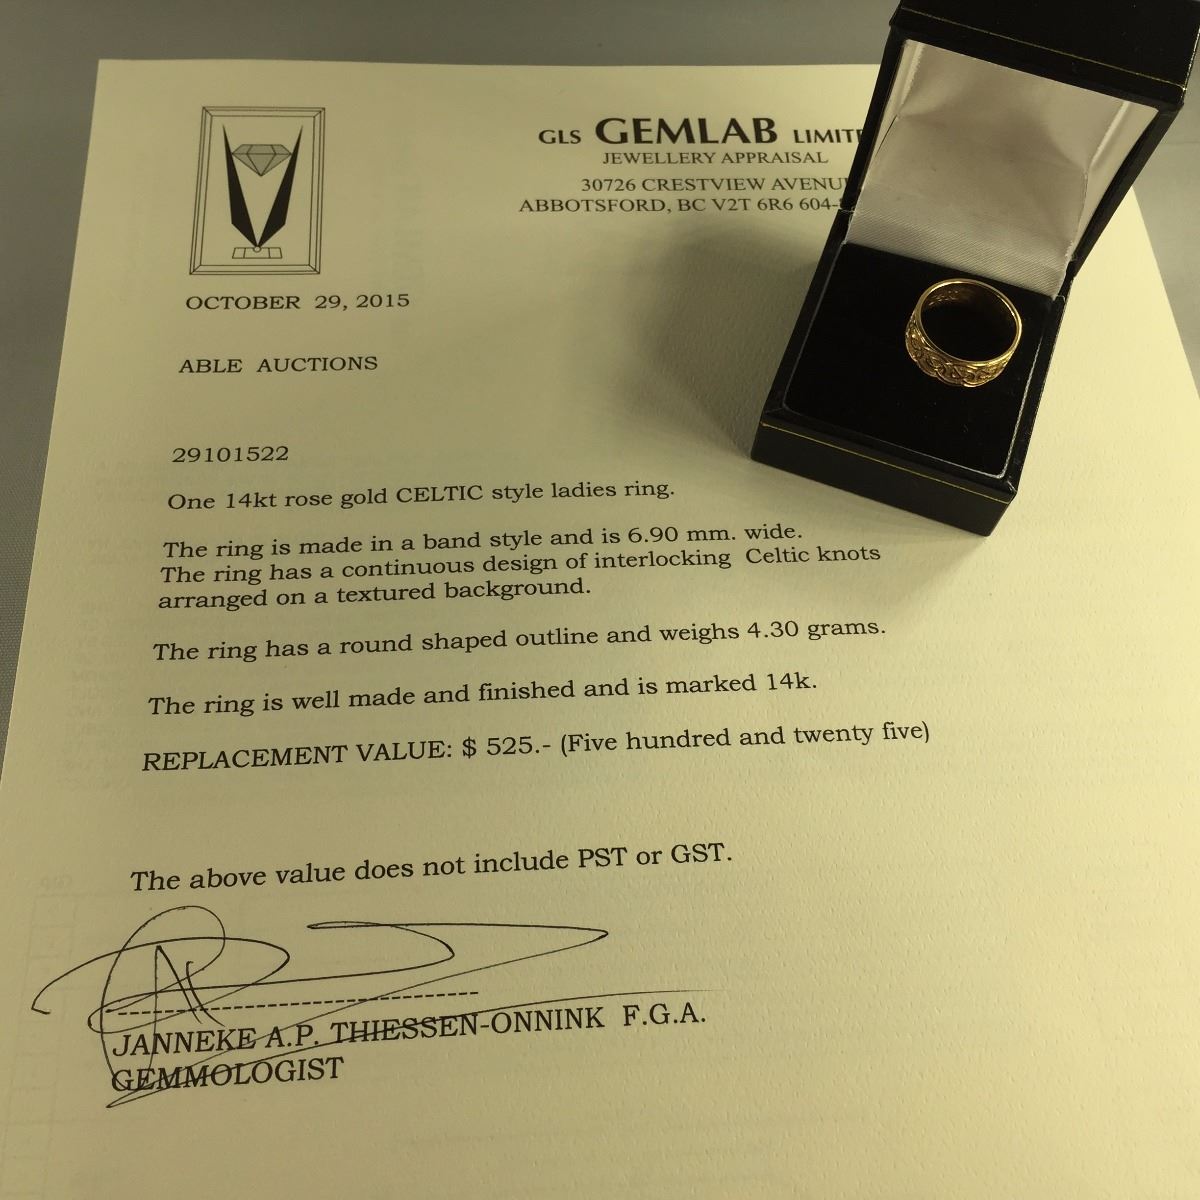 GLS GEMLAB
JEWELLERY APPRAISAL
30726 CRESTVIEW
ABBOTSFORD, BC V2T 6R6 604-
OCTOBER 29, 2015
ABLE AUCTIONS
29101522
One 14kt rose gold CELTIC style ladies ring.
The ring is made in a band style and is 6.90 mm. wide.
The ring has a continuous design of interlocking Celtic knots
arranged on a textured background.
The ring has a round shaped outline and weighs 4.30 grams.
The ring is well made and finished and is marked 14k.
REPLACEMENT VALUE: $ 525.- (Five hundred and twenty five)
The above value does not include PST or GST.
JANNEKE A.P. THIESSEN-ONNINK F.G.A.
GEMMOLOGIST